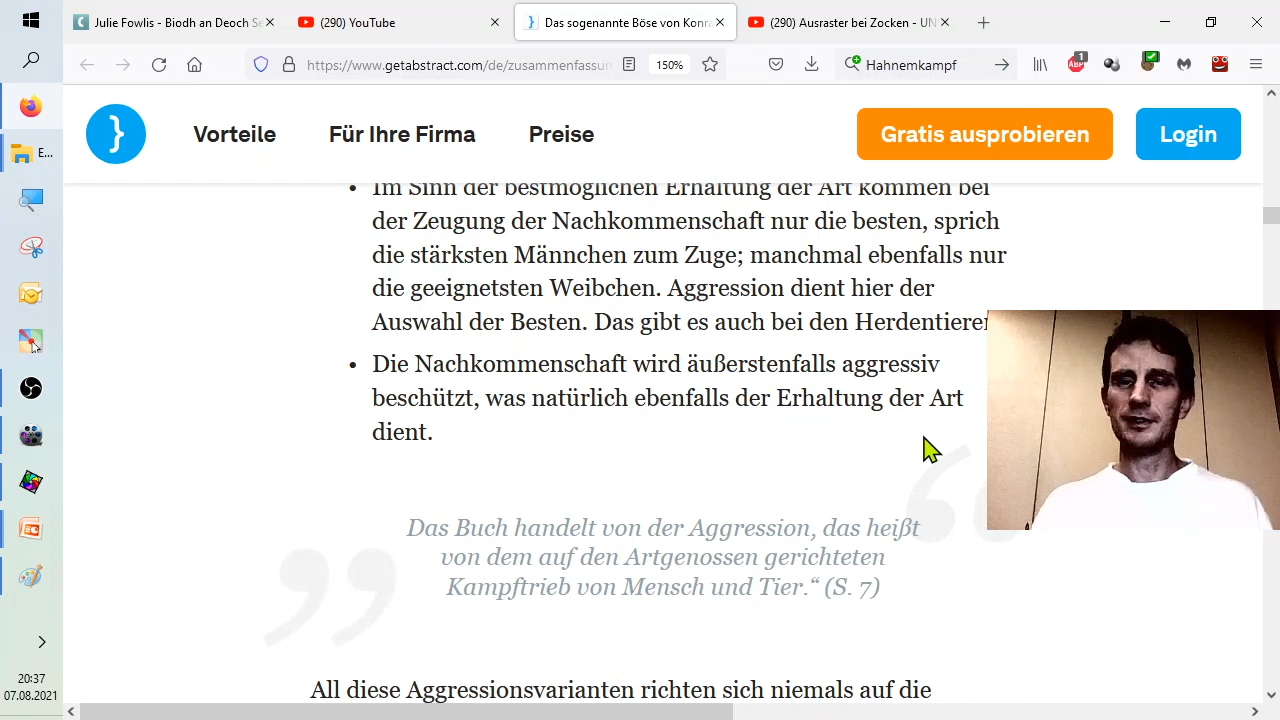 Julie Fowlis - Biodh an Deoch Se
(290) YouTube
Das sogenannte Böse von Konra
(290) Ausraster bei Zocken - UN
https://www.getabstract.com/de/zusammenfassun
150%
Hahnemkampf
ABP
1
E...
}
Vorteile
Für Ihre Firma
Preise
Gratis ausprobieren
Login
• Im Sinn der bestmöglichen Erhaltung der Art kommen bei
der Zeugung der Nachkommenschaft nur die besten, sprich
die stärksten Männchen zum Zuge; manchmal ebenfalls nur
die geeignetsten Weibchen. Aggression dient hier der
Auswahl der Besten. Das gibt es auch bei den Herdentieren
• Die Nachkommenschaft wird äußerstenfalls aggressiv
beschützt, was natürlich ebenfalls der Erhaltung der Art
dient.
Das Buch handelt von der Aggression, das heißt
von dem auf den Artgenossen gerichteten
Kampftrieb von Mensch und Tier.“ (S. 7)
All diese Aggressionsvarianten richten sich niemals auf die
20:37
07.08.2021